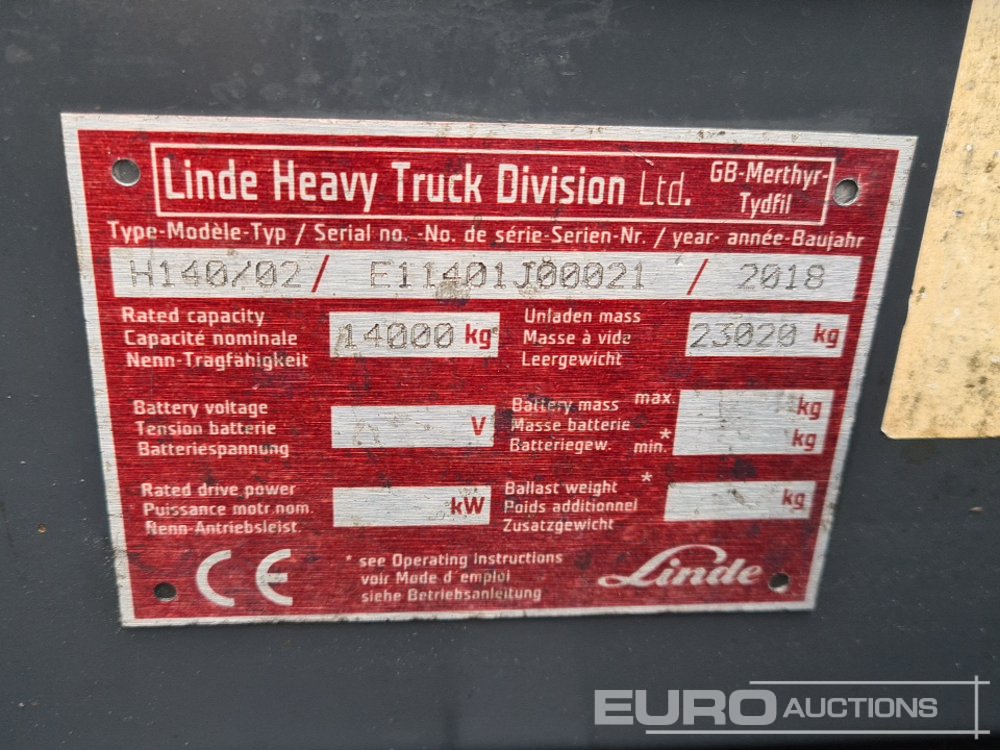 Linde Heavy Truck Division Ltd. GB-Merthyr-
Tydfil
Type-Modèle-Typ / Serial no. -No. de série-Serien-Nr. / year- année-Baujahr
H140/02 / E11401J00021 / 2018
Rated capacity
Capacité nominale 14000 kg
Nenn-Tragfähigkeit
Unladen mass
Masse à vide 23020 kg
Leergewicht
Battery voltage
Tension batterie V
Batteriespannung
Battery mass max. kg
Masse batterie
Batteriegew. min.* kg
Rated drive power
Puissance motr.nom. kW
Nenn-Antriebsleist.
Ballast weight *
Poids additionnel kg
Zusatzgewicht
CE
* see Operating Instructions
voir Mode d'emploi
siehe Betriebsanleitung
Linde
EURO AUCTIONS